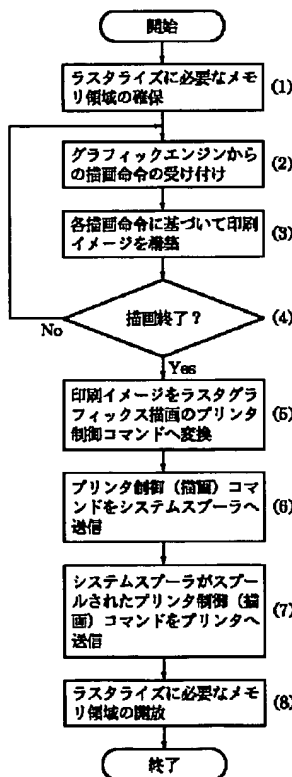 開始
ラスタライズに必要なメモ
リ領域の確保
(1)
グラフィックエンジンから
の描画命令の受け付け
(2)
各描画命令に基づいて印刷
イメージを構築
(3)
描画終了？
(4)
No
Yes
印刷イメージをラスタグラ
フィックス描画のプリンタ
制御コマンドへ変換
(5)
プリンタ制御（描画）コマ
ンドをシステムスプーラへ
送信
(6)
システムスプーラがスプー
ルされたプリンタ制御（描
画）コマンドをプリンタへ
送信
(7)
ラスタライズに必要なメモ
リ領域の開放
(8)
終了